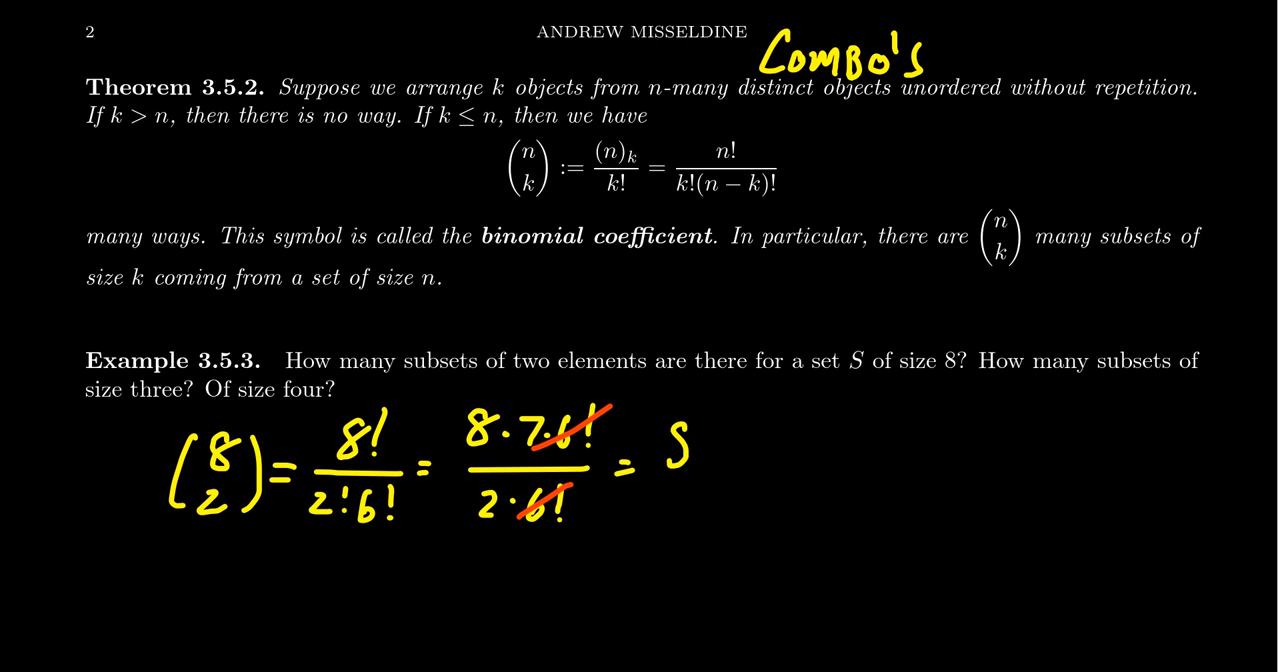 2
ANDREW MISSELDINE
COMBO'S
Theorem 3.5.2. Suppose we arrange k objects from n-many distinct objects unordered without repetition.
If k > n, then there is no way. If k ≤ n, then we have
(n k) := (n)_k / k! = n! / k!(n − k)!
many ways. This symbol is called the binomial coefficient. In particular, there are (n k) many subsets of
size k coming from a set of size n.
Example 3.5.3. How many subsets of two elements are there for a set S of size 8? How many subsets of
size three? Of size four?
(8 2) = 8! / 2!6! = 8·7·6! / 2·6! =